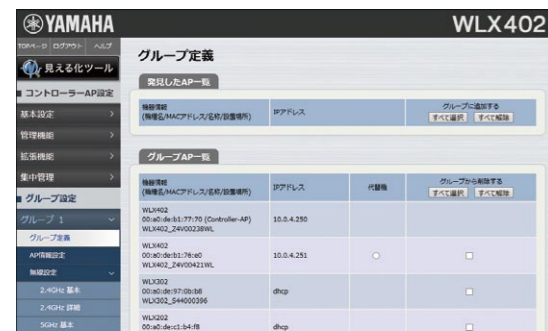 YAMAHA
WLX402
TOPページ ログアウト ヘルプ
見える化ツール
コントローラーAP設定
基本設定
管理機能
拡張機能
集中管理
グループ設定
グループ 1
グループ定義
AP情報設定
無線設定
2.4GHz 基本
2.4GHz 詳細
5GHz 基本
グループ定義
発見したAP一覧
機器情報
(機種名/MACアドレス/名称/設置場所)
IPアドレス
グループに追加する
すべて選択 すべて解除
グループAP一覧
機器情報
(機種名/MACアドレス/名称/設置場所)
IPアドレス
代替機
グループから削除する
すべて選択 すべて解除
WLX402
00:a0:de:b1:77:70 (Controller-AP)
WLX402_Z4V00238WL
10.0.4.250
WLX402
00:a0:de:b1:76:e0
WLX402_Z4V00421WL
10.0.4.251
WLX302
00:a0:de:97:0b:b8
WLX302_S44000396
dhcp
WLX202
00:a0:de:c1:b4:f8
dhcp